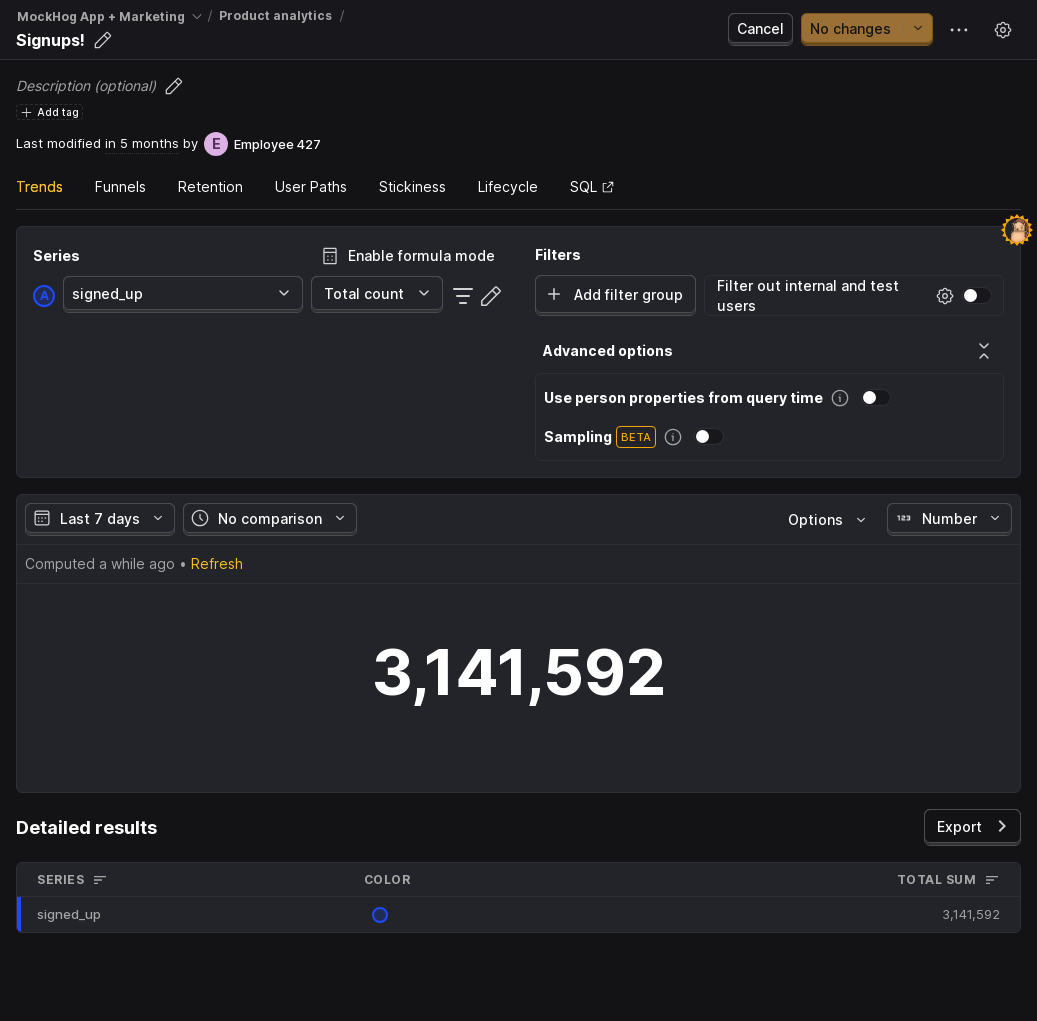 MockHog App + Marketing / Product analytics /
Signups!
Cancel
No changes
Description (optional)
Add tag
Last modified in 5 months by E Employee 427
Trends Funnels Retention User Paths Stickiness Lifecycle SQL
Series
Enable formula mode
A signed_up Total count
Filters
Add filter group
Filter out internal and test users
Advanced options
Use person properties from query time
Sampling BETA
Last 7 days No comparison Options 123 Number
Computed a while ago • Refresh
3,141,592
Detailed results
Export
SERIES COLOR TOTAL SUM
signed_up 3,141,592